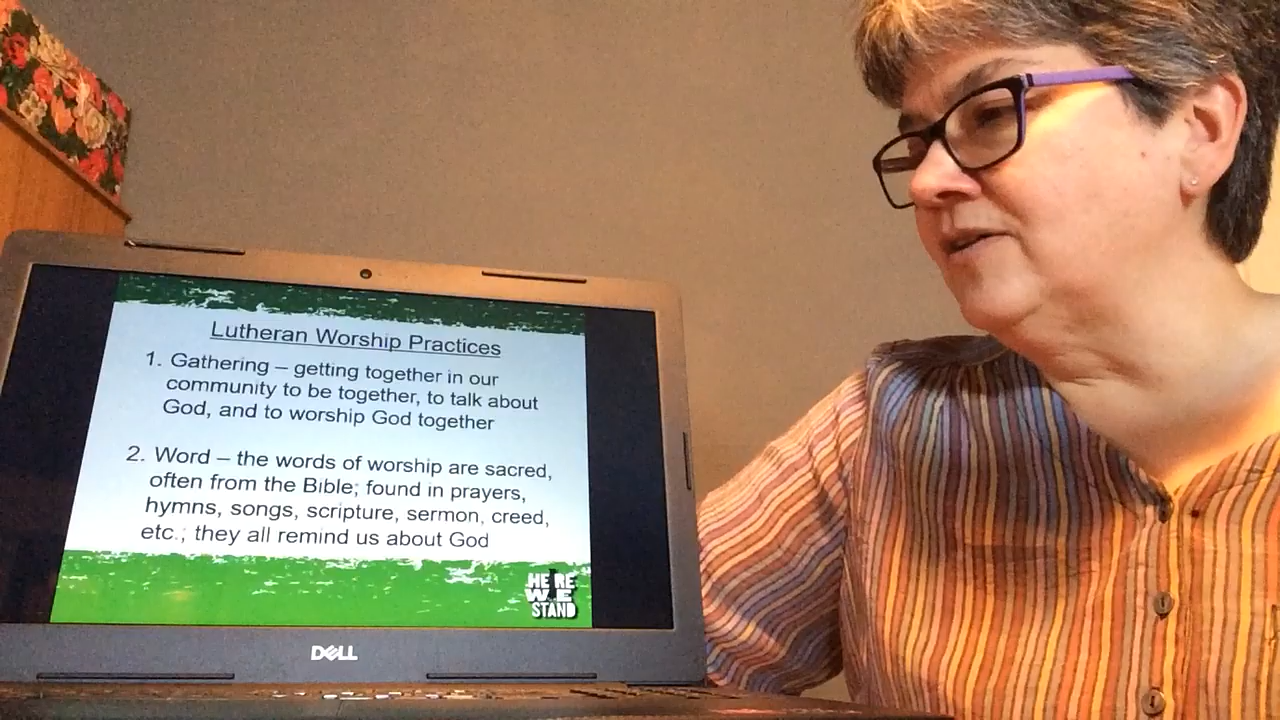 Lutheran Worship Practices
1. Gathering – getting together in our
community to be together, to talk about
God, and to worship God together
2. Word – the words of worship are sacred,
often from the Bible; found in prayers,
hymns, songs, scripture, sermon, creed,
etc.; they all remind us about God
HERE
WE
STAND
DELL